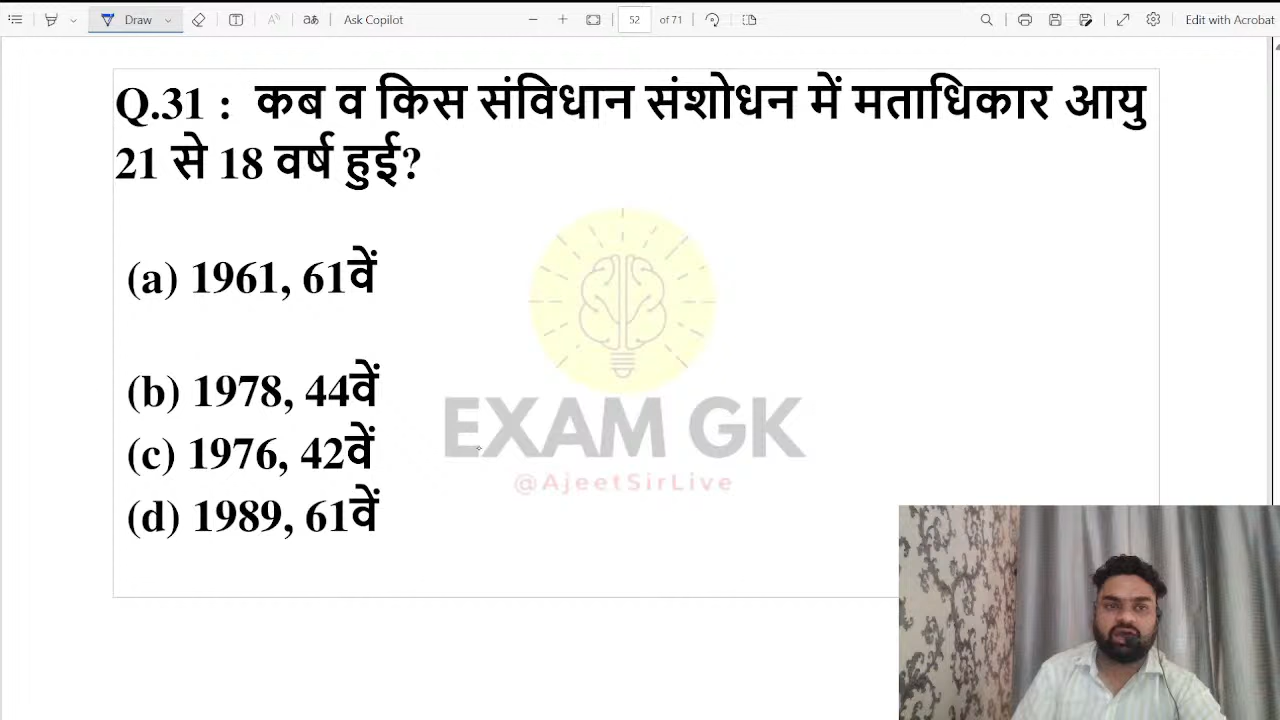 Draw
Ask Copilot
52 of 71
Edit with Acrobat
Q.31 : कब व किस संविधान संशोधन में मताधिकार आयु
21 से 18 वर्ष हुई?
(a) 1961, 61वें
(b) 1978, 44वें
(c) 1976, 42वें
(d) 1989, 61वें
EXAM GK
@AjeetSirLive